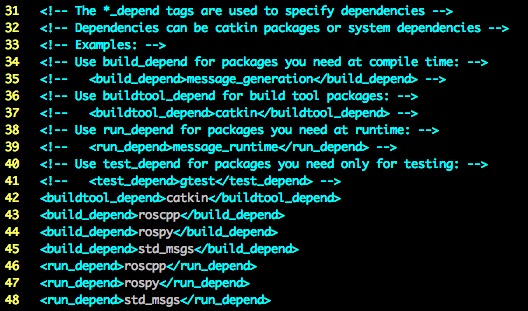 31 <!-- The *_depend tags are used to specify dependencies -->
32 <!-- Dependencies can be catkin packages or system dependencies -->
33 <!-- Examples: -->
34 <!-- Use build_depend for packages you need at compile time: -->
35 <!--   <build_depend>message_generation</build_depend> -->
36 <!-- Use buildtool_depend for build tool packages: -->
37 <!--   <buildtool_depend>catkin</buildtool_depend> -->
38 <!-- Use run_depend for packages you need at runtime: -->
39 <!--   <run_depend>message_runtime</run_depend> -->
40 <!-- Use test_depend for packages you need only for testing: -->
41 <!--   <test_depend>gtest</test_depend> -->
42 <buildtool_depend>catkin</buildtool_depend>
43 <build_depend>roscpp</build_depend>
44 <build_depend>rospy</build_depend>
45 <build_depend>std_msgs</build_depend>
46 <run_depend>roscpp</run_depend>
47 <run_depend>rospy</run_depend>
48 <run_depend>std_msgs</run_depend>